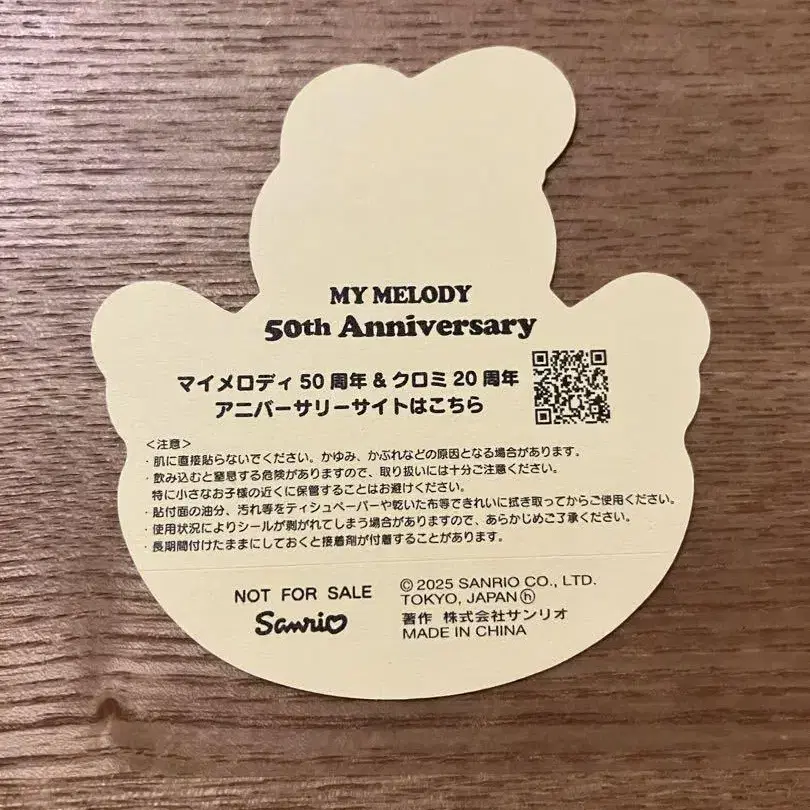 MY MELODY
50th Anniversary
マイメロディ 50 周年 & クロミ 20 周年
アニバーサリーサイトはこちら
<注意>
・肌に直接貼らないでください。かゆみ、かぶれなどの原因となる場合があります。
・飲み込むと窒息する危険がありますので、取り扱いには十分ご注意ください。
特に小さなお子様の近くに保管することはお避けください。
・貼付面の油分、汚れ等をティシュペーパーや乾いた布等できれいに拭き取ってからご使用ください。
・使用状況によりシールが剥がれてしまう場合がありますので、あらかじめご了承ください。
・長期間付けたままにしておくと接着剤が付着することがあります。
NOT FOR SALE
Sanrio
© 2025 SANRIO CO., LTD.
TOKYO, JAPAN ⓗ
著作 株式会社サンリオ
MADE IN CHINA